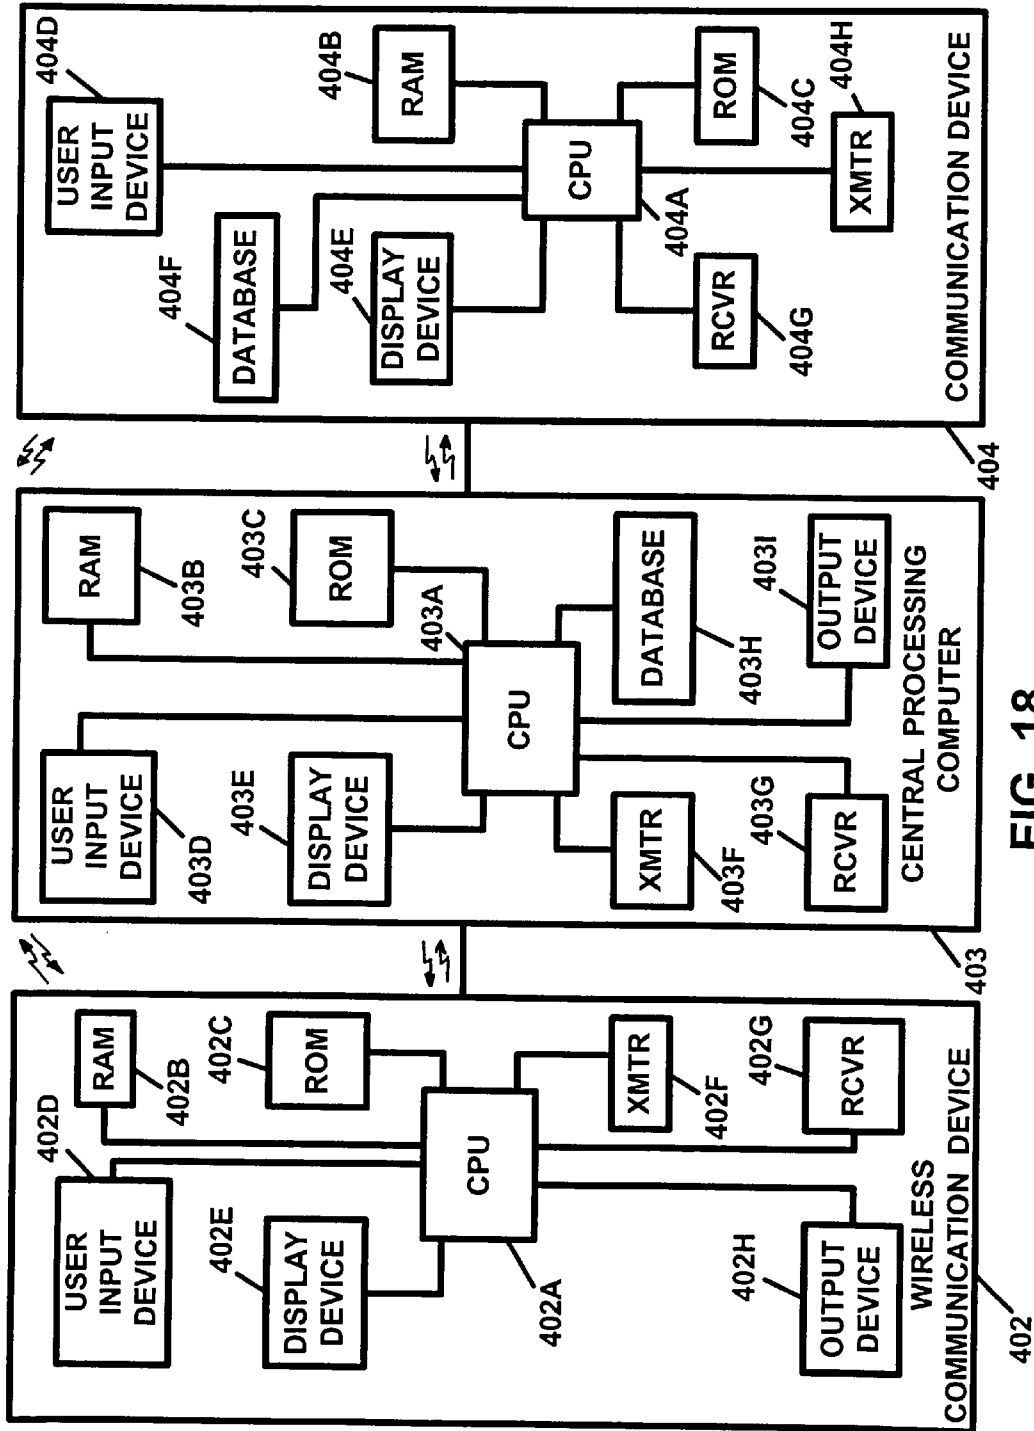 USER
INPUT
DEVICE
402D
RAM
402B
402E
DISPLAY
DEVICE
402C
ROM
CPU
402A
XMTR
402F
402H
OUTPUT
DEVICE
402G
RCVR
WIRELESS
COMMUNICATION DEVICE
402
USER
INPUT
DEVICE
403D
RAM
403B
403E
DISPLAY
DEVICE
403C
ROM
403A
CPU
XMTR
403F
DATABASE
403H
403G
RCVR
403I
OUTPUT
DEVICE
CENTRAL PROCESSING
COMPUTER
403
USER
INPUT
DEVICE
404D
404F
DATABASE
404E
DISPLAY
DEVICE
404B
RAM
CPU
404A
RCVR
404G
ROM
404C
XMTR
404H
COMMUNICATION DEVICE
404
FIG. 18